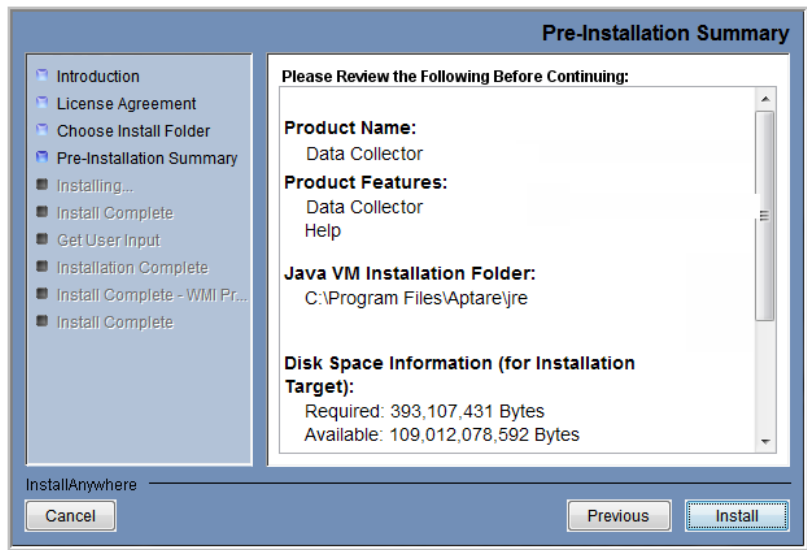 Pre-Installation Summary
Introduction
License Agreement
Choose Install Folder
Pre-Installation Summary
Installing...
Install Complete
Get User Input
Installation Complete
Install Complete - WMI Pr...
Install Complete
Please Review the Following Before Continuing:
Product Name:
Data Collector
Product Features:
Data Collector
Help
Java VM Installation Folder:
C:\Program Files\Aptare\jre
Disk Space Information (for Installation
Target):
Required: 393,107,431 Bytes
Available: 109,012,078,592 Bytes
InstallAnywhere
Cancel
Previous
Install